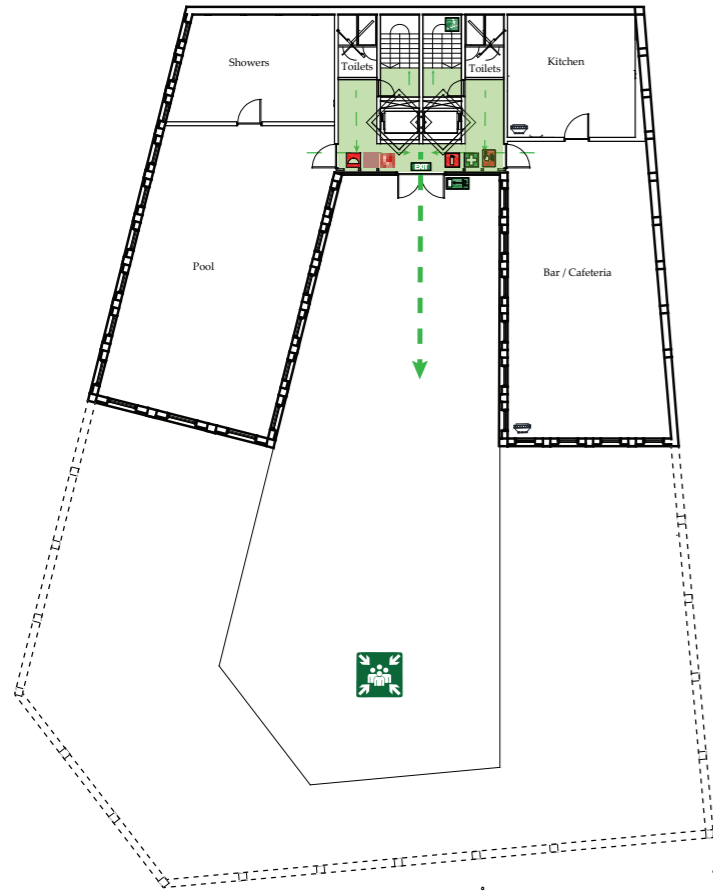 Showers
Toilets
Toilets
Kitchen
EXIT
Pool
Bar / Cafeteria